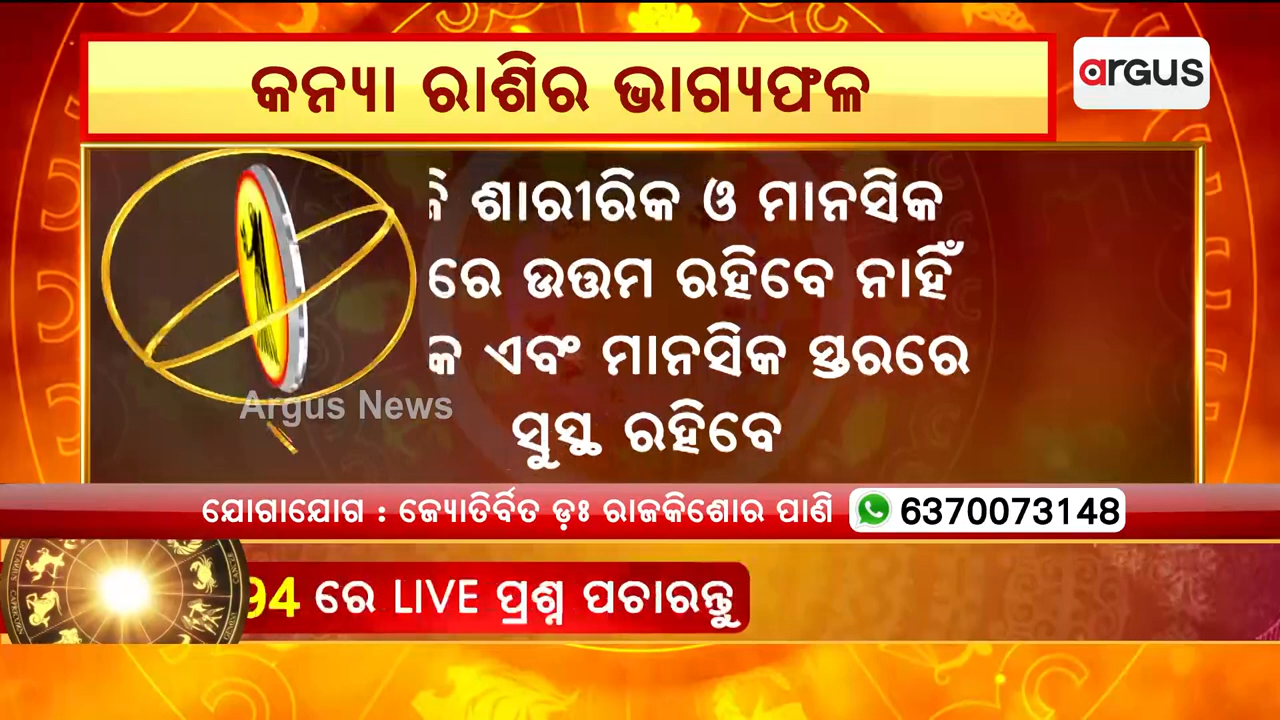 କନ୍ୟା ରାଶିର ଭାଗ୍ୟଫଳ
argus
ଶାରୀରିକ ଓ ମାନସିକ
ରେ ଉତ୍ତମ ରହିବେ ନାହିଁ
କ ଏବଂ ମାନସିକ ସ୍ତରରେ
ସୁସ୍ଥ ରହିବେ
Argus News
ଯୋଗାଯୋଗ : ଜ୍ୟୋତିର୍ବିତ ଡ଼ଃ ରାଜକିଶୋର ପାଣି 6370073148
94 ରେ LIVE ପ୍ରଶ୍ନ ପଚାରନ୍ତୁ